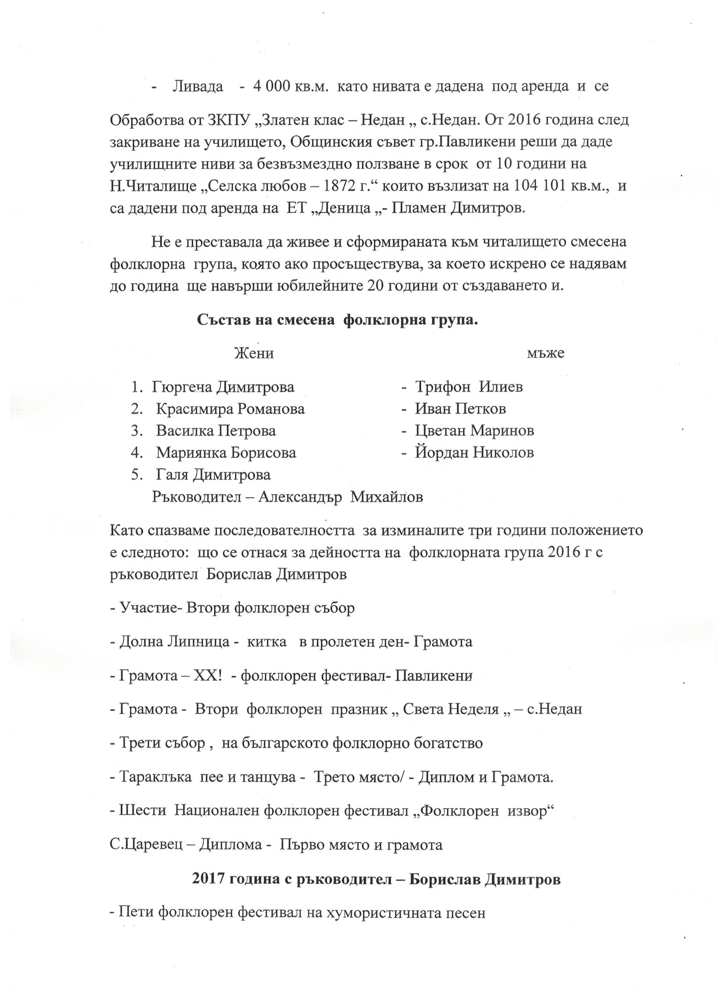 - Ливада - 4 000 кв.м. като нивата е дадена под аренда и се
Обработва от ЗКПУ „Златен клас – Недан „ с.Недан. От 2016 година след
закриване на училището, Общинския съвет гр.Павликени реши да даде
училищните ниви за безвъзмездно ползване в срок от 10 години на
Н.Читалище „Селска любов – 1872 г.“ които възлизат на 104 101 кв.м., и
са дадени под аренда на ЕТ „Деница „- Пламен Димитров.
Не е преставала да живее и сформираната към читалището смесена
фолклорна група, която ако просъществува, за което искрено се надявам
до година ще навърши юбилейните 20 години от създаването и.
Състав на смесена фолклорна група.
Жени мъже
1. Гюргена Димитрова - Трифон Илиев
2. Красимира Романова - Иван Петков
3. Василка Петрова - Цветан Маринов
4. Мариянка Борисова - Йордан Николов
5. Галя Димитрова
Ръководител – Александър Михайлов
Като спазваме последователността за изминалите три години положението
е следното: що се отнася за дейността на фолклорната група 2016 г с
ръководител Борислав Димитров
- Участие- Втори фолклорен събор
- Долна Липница - китка в пролетен ден- Грамота
- Грамота – XX! - фолклорен фестивал- Павликени
- Грамота - Втори фолклорен празник „ Света Неделя „ – с.Недан
- Трети събор , на българското фолклорно богатство
- Тараклъка пее и танцува - Трето място/ - Диплом и Грамота.
- Шести Национален фолклорен фестивал „Фолклорен извор“
С.Царевец – Диплома - Първо място и грамота
2017 година с ръководител – Борислав Димитров
- Пети фолклорен фестивал на хумористичната песен